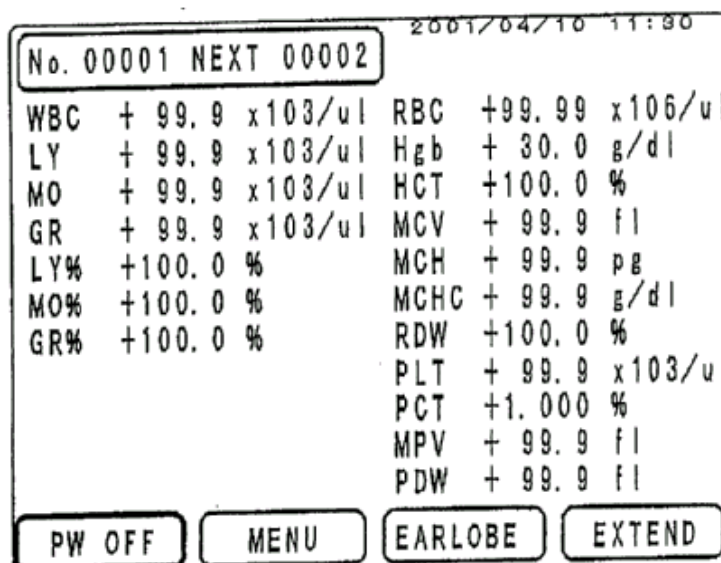 2001/04/10 11:30
No. 00001 NEXT 00002
WBC + 99.9 x103/ul RBC +99.99 x106/ul
LY + 99.9 x103/ul Hgb + 30.0 g/dl
MO + 99.9 x103/ul HCT +100.0 %
GR + 99.9 x103/ul MCV + 99.9 fl
LY% +100.0 % MCH + 99.9 pg
MO% +100.0 % MCHC + 99.9 g/dl
GR% +100.0 % RDW +100.0 %
PLT + 99.9 x103/u
PCT +1.000 %
MPV + 99.9 fl
PDW + 99.9 fl
PW OFF MENU EARLOBE EXTEND